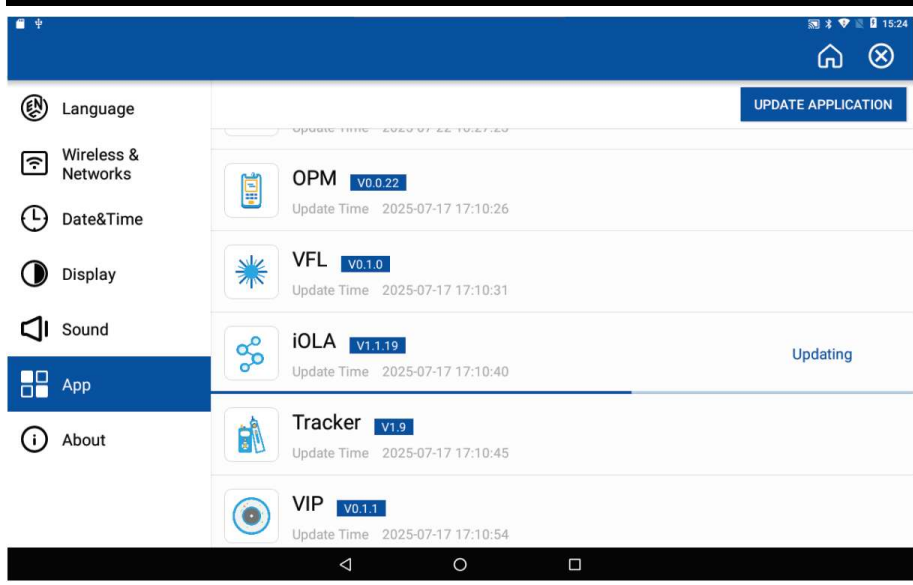 15:24
EN
Language
Wireless &
Networks
Date&Time
Display
Sound
App
About
UPDATE APPLICATION
Update Time
OPM V0.0.22
Update Time 2025-07-17 17:10:26
VFL V0.1.0
Update Time 2025-07-17 17:10:31
iOLA V1.1.19
Update Time 2025-07-17 17:10:40
Updating
Tracker V1.9
Update Time 2025-07-17 17:10:45
VIP V0.1.1
Update Time 2025-07-17 17:10:54